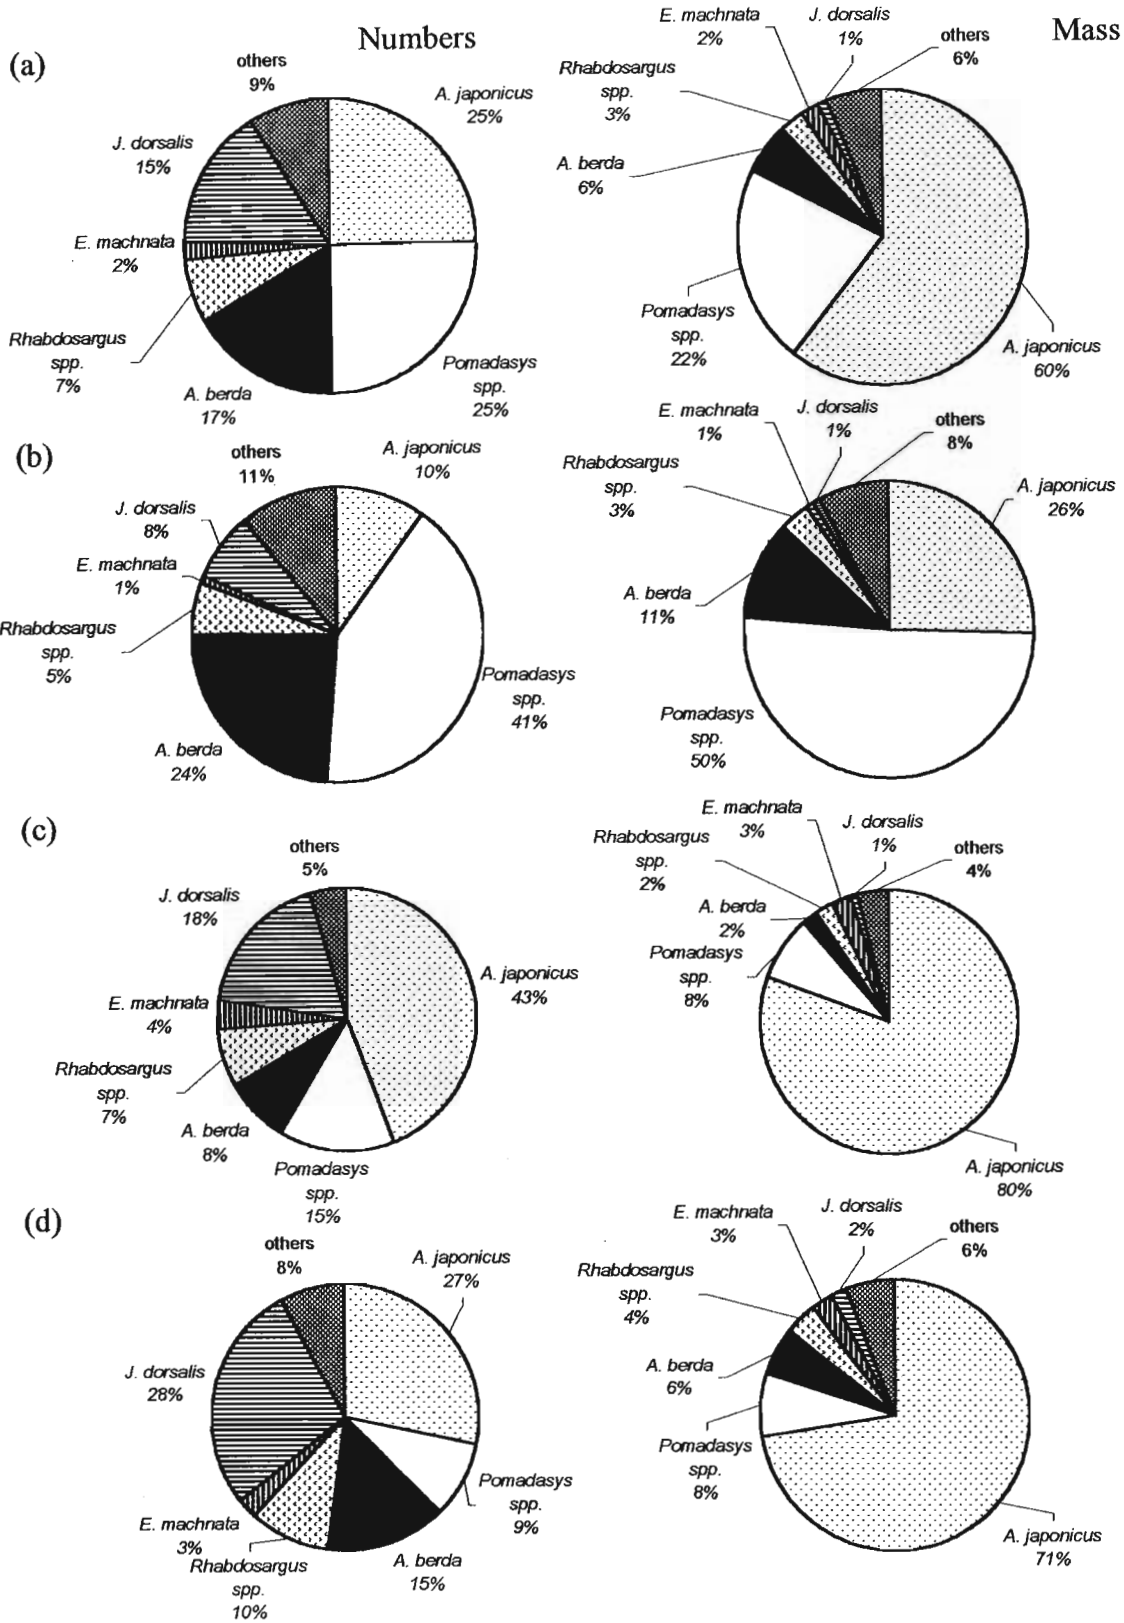 Numbers
Mass
(a)
others
9%
A. japonicus
25%
J. dorsalis
15%
E. machnata
2%
Rhabdosargus
spp.
7%
A. berda
17%
Pomadasys
spp.
25%
E. machnata
2%
J. dorsalis
1%
others
6%
Rhabdosargus
spp.
3%
A. berda
6%
Pomadasys
spp.
22%
A. japonicus
60%
(b)
others
11%
A. japonicus
10%
J. dorsalis
8%
E. machnata
1%
Rhabdosargus
spp.
5%
A. berda
24%
Pomadasys
spp.
41%
E. machnata
1%
J. dorsalis
1%
others
8%
Rhabdosargus
spp.
3%
A. japonicus
26%
A. berda
11%
Pomadasys
spp.
50%
(c)
others
5%
J. dorsalis
18%
A. japonicus
43%
E. machnata
4%
Rhabdosargus
spp.
7%
A. berda
8%
Pomadasys
spp.
15%
E. machnata
3%
J. dorsalis
1%
others
4%
Rhabdosargus
spp.
2%
A. berda
2%
Pomadasys
spp.
8%
A. japonicus
80%
(d)
others
8%
A. japonicus
27%
J. dorsalis
28%
E. machnata
3%
Rhabdosargus
spp.
10%
A. berda
15%
Pomadasys
spp.
9%
E. machnata
3%
J. dorsalis
2%
others
6%
Rhabdosargus
spp.
4%
A. berda
6%
Pomadasys
spp.
8%
A. japonicus
71%